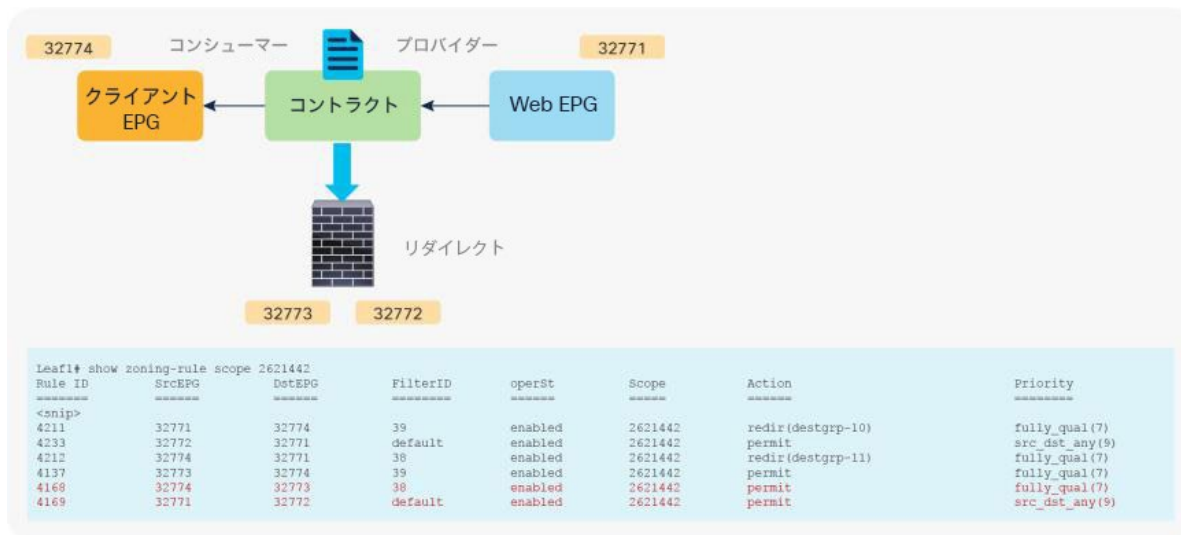 32774 コンシューマー プロバイダー 32771
クライアント
EPG
コントラクト
Web EPG
リダイレクト
32773 32772
Leaf1# show zoning-rule scope 2621442
Rule ID SrcEPG DstEPG FilterID operSt Scope Action Priority
======= ====== ====== ======== ====== ===== ====== ========
<snip>
4211 32771 32774 39 enabled 2621442 redir(destgrp-10) fully_qual(7)
4233 32772 32771 default enabled 2621442 permit src_dst_any(9)
4212 32774 32771 38 enabled 2621442 redir(destgrp-11) fully_qual(7)
4137 32773 32774 39 enabled 2621442 permit fully_qual(7)
4168 32774 32773 38 enabled 2621442 permit fully_qual(7)
4169 32771 32772 default enabled 2621442 permit src_dst_any(9)